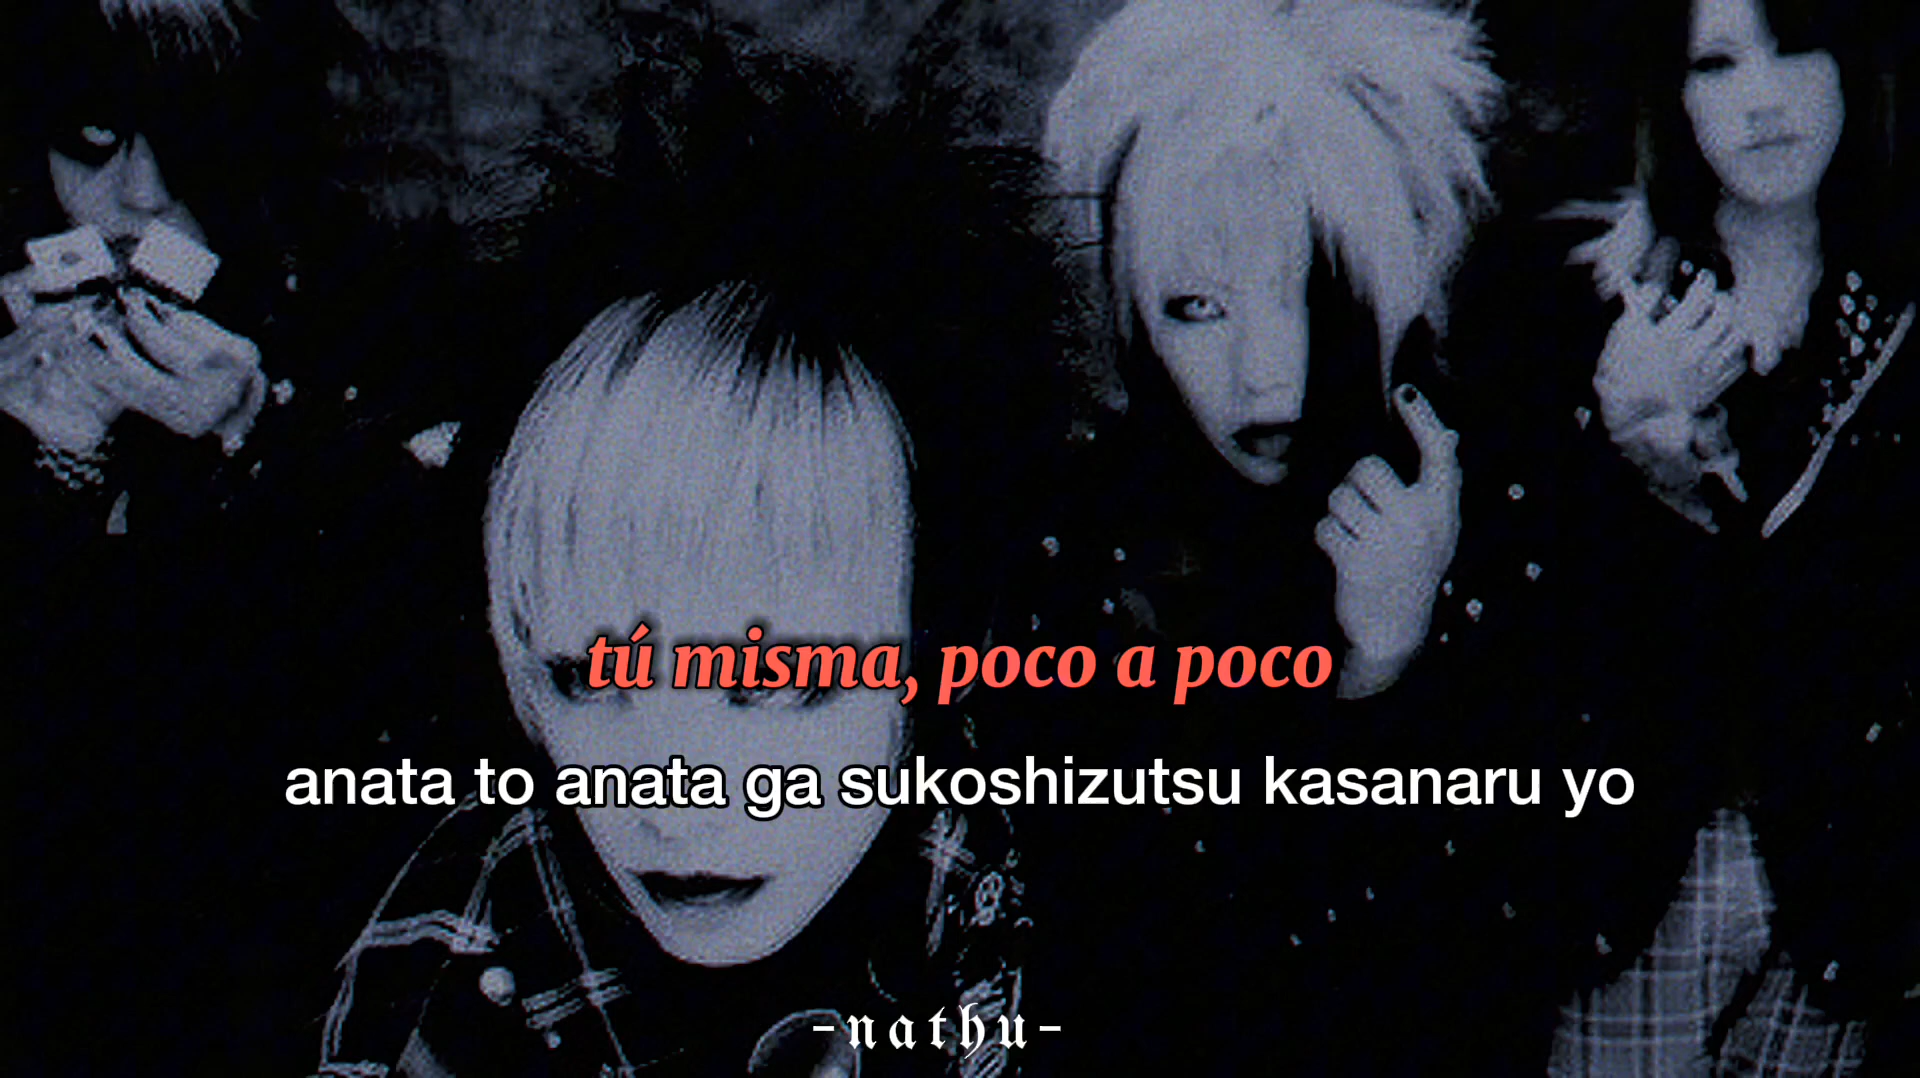 tú misma, poco a poco
anata to anata ga sukoshizutsu kasanaru yo
-nathu-